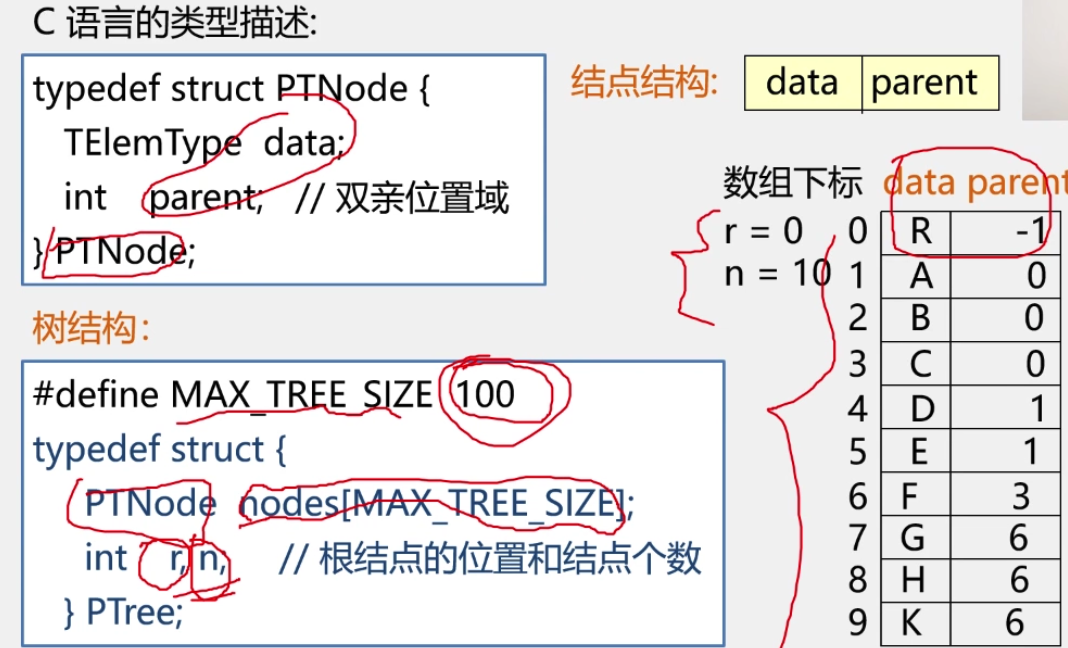 C 语言的类型描述:
typedef struct PTNode {
TElemType data;
int parent; // 双亲位置域
} PTNode;
结点结构: data parent
树结构:
#define MAX_TREE_SIZE 100
typedef struct {
PTNode nodes[MAX_TREE_SIZE];
int r, n; // 根结点的位置和结点个数
} PTree;
数组下标 data parent
r = 0 0 R -1
n = 10 1 A 0
2 B 0
3 C 0
4 D 1
5 E 1
6 F 3
7 G 6
8 H 6
9 K 6